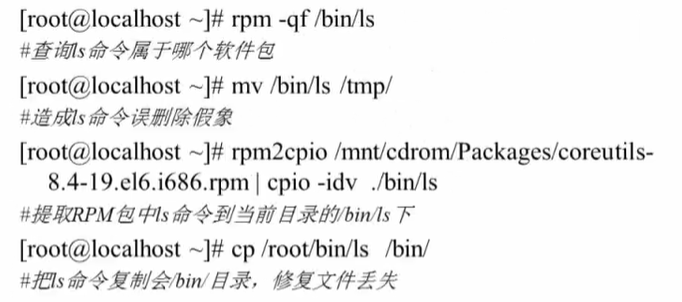 [root@localhost ~]# rpm -qf /bin/ls
#查询ls命令属于哪个软件包
[root@localhost ~]# mv /bin/ls /tmp/
#造成ls命令误删除假象
[root@localhost ~]# rpm2cpio /mnt/cdrom/Packages/coreutils-
8.4-19.el6.i686.rpm | cpio -idv ./bin/ls
#提取RPM包中ls命令到当前目录的/bin/ls下
[root@localhost ~]# cp /root/bin/ls /bin/
#把ls命令复制会/bin/目录，修复文件丢失